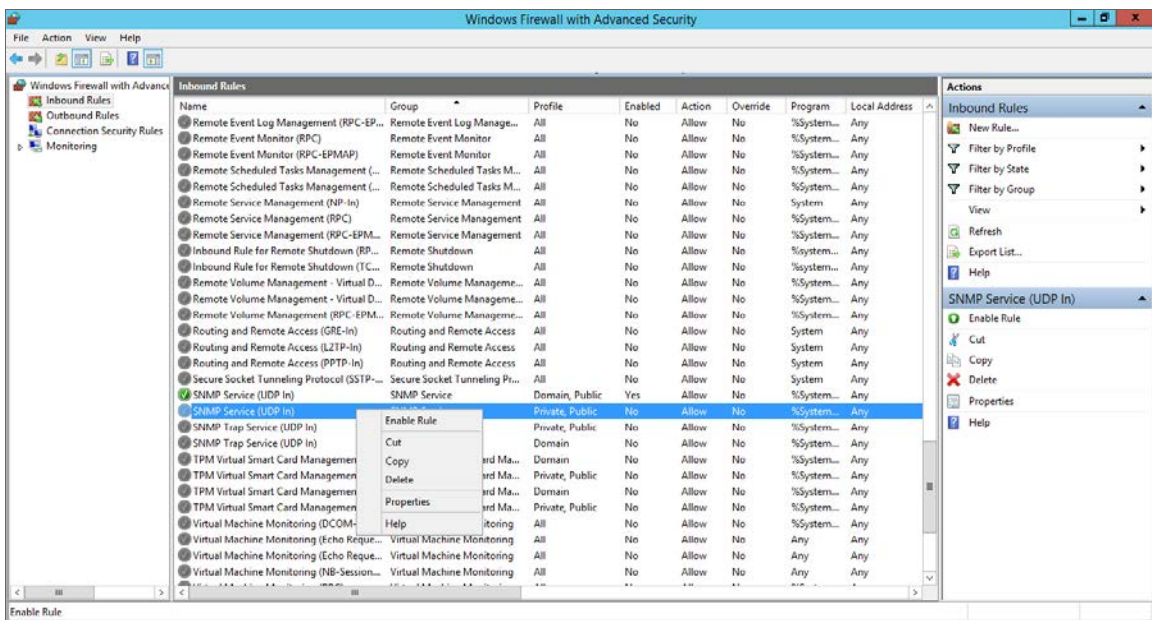 Windows Firewall with Advanced Security
File Action View Help
Windows Firewall with Advance
Inbound Rules
Outbound Rules
Connection Security Rules
Monitoring
Inbound Rules
Name Group Profile Enabled Action Override Program Local Address
Remote Event Log Management (RPC-EP... Remote Event Log Manage... All No Allow No %System... Any
Remote Event Monitor (RPC) Remote Event Monitor All No Allow No %System... Any
Remote Event Monitor (RPC-EPMAP) Remote Event Monitor All No Allow No %System... Any
Remote Scheduled Tasks Management (... Remote Scheduled Tasks M... All No Allow No %System... Any
Remote Scheduled Tasks Management (... Remote Scheduled Tasks M... All No Allow No %System... Any
Remote Service Management (NP-In) Remote Service Management All No Allow No System Any
Remote Service Management (RPC) Remote Service Management All No Allow No %System... Any
Remote Service Management (RPC-EPM... Remote Service Management All No Allow No %System... Any
Inbound Rule for Remote Shutdown (RP... Remote Shutdown All No Allow No %system... Any
Inbound Rule for Remote Shutdown (TC... Remote Shutdown All No Allow No %system... Any
Remote Volume Management - Virtual D... Remote Volume Manageme... All No Allow No %System... Any
Remote Volume Management - Virtual D... Remote Volume Manageme... All No Allow No %System... Any
Remote Volume Management (RPC-EPM... Remote Volume Manageme... All No Allow No %System... Any
Routing and Remote Access (GRE-In) Routing and Remote Access All No Allow No System Any
Routing and Remote Access (L2TP-In) Routing and Remote Access All No Allow No System Any
Routing and Remote Access (PPTP-In) Routing and Remote Access All No Allow No System Any
Secure Socket Tunneling Protocol (SSTP-... Secure Socket Tunneling Pr... All No Allow No System Any
SNMP Service (UDP In) SNMP Service Domain, Public Yes Allow No %System... Any
SNMP Service (UDP In) Private, Public No Allow No %System... Any
SNMP Trap Service (UDP In) Private, Public No Allow No %System... Any
SNMP Trap Service (UDP In) Domain No Allow No %System... Any
TPM Virtual Smart Card Managemen rd Ma... Domain No Allow No %System... Any
TPM Virtual Smart Card Managemen rd Ma... Private, Public No Allow No %System... Any
TPM Virtual Smart Card Managemen rd Ma... Domain No Allow No %System... Any
TPM Virtual Smart Card Managemen rd Ma... Private, Public No Allow No %System... Any
Virtual Machine Monitoring (DCOM- itoring All No Allow No %System... Any
Virtual Machine Monitoring (Echo Reque... Virtual Machine Monitoring All No Allow No Any Any
Virtual Machine Monitoring (Echo Reque... Virtual Machine Monitoring All No Allow No Any Any
Virtual Machine Monitoring (NB-Session... Virtual Machine Monitoring All No Allow No Any Any
Enable Rule
Cut
Copy
Delete
Properties
Help
Actions
Inbound Rules
New Rule...
Filter by Profile
Filter by State
Filter by Group
View
Refresh
Export List...
Help
SNMP Service (UDP In)
Enable Rule
Cut
Copy
Delete
Properties
Help
Enable Rule